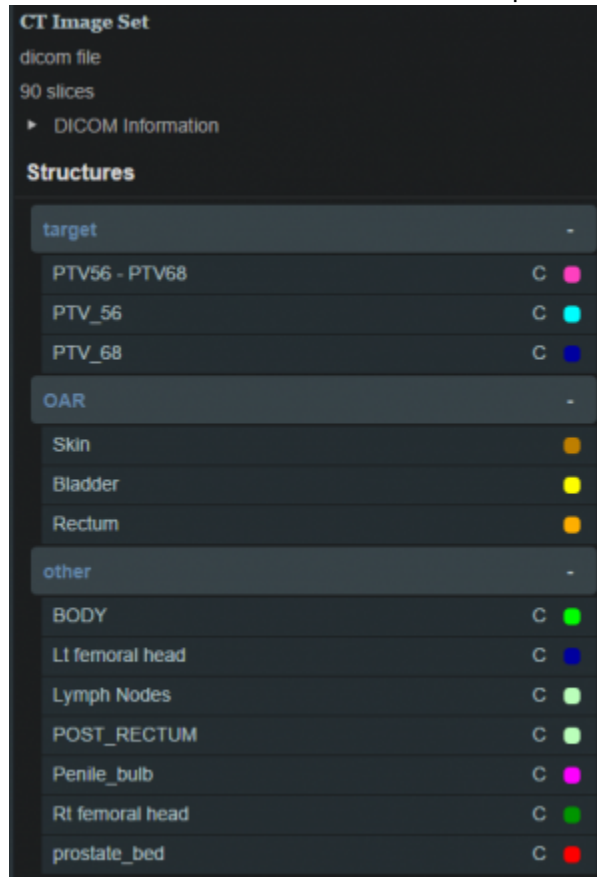 CT Image Set
dicom file
90 slices
▸ DICOM Information
Structures
target -
PTV56 - PTV68 C
PTV_56 C
PTV_68 C
OAR -
Skin
Bladder
Rectum
other -
BODY C
Lt femoral head C
Lymph Nodes C
POST_RECTUM C
Penile_bulb C
Rt femoral head C
prostate_bed C